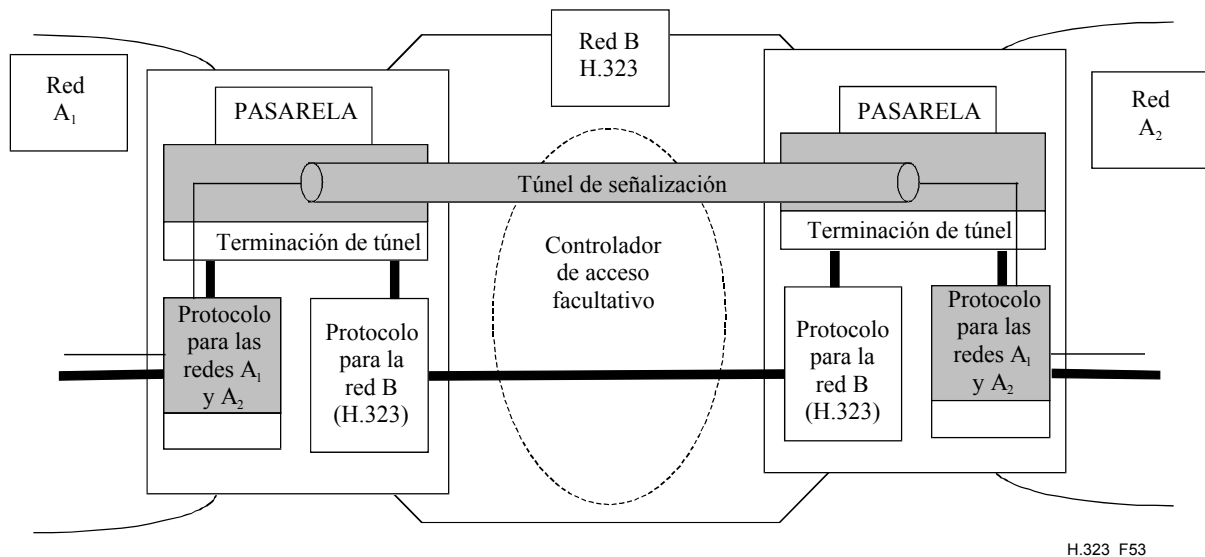 Red B
H.323
Red
A₁
PASARELA
PASARELA
Red
A₂
Túnel de señalización
Terminación de túnel
Terminación de túnel
Controlador
de acceso
facultativo
Protocolo
para las
redes A₁
y A₂
Protocolo
para la
red B
(H.323)
Protocolo
para la
red B
(H.323)
Protocolo
para las
redes A₁
y A₂
H.323_F53